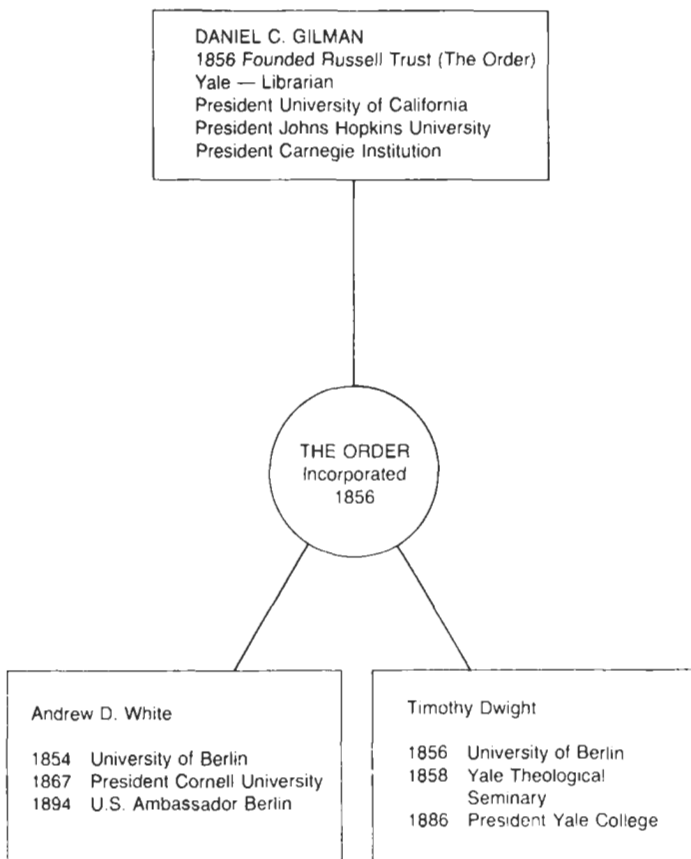 DANIEL C. GILMAN
1856 Founded Russell Trust (The Order)
Yale — Librarian
President University of California
President Johns Hopkins University
President Carnegie Institution
THE ORDER
Incorporated
1856
Andrew D. White
1854 University of Berlin
1867 President Cornell University
1894 U.S. Ambassador Berlin
Timothy Dwight
1856 University of Berlin
1858 Yale Theological
Seminary
1886 President Yale College